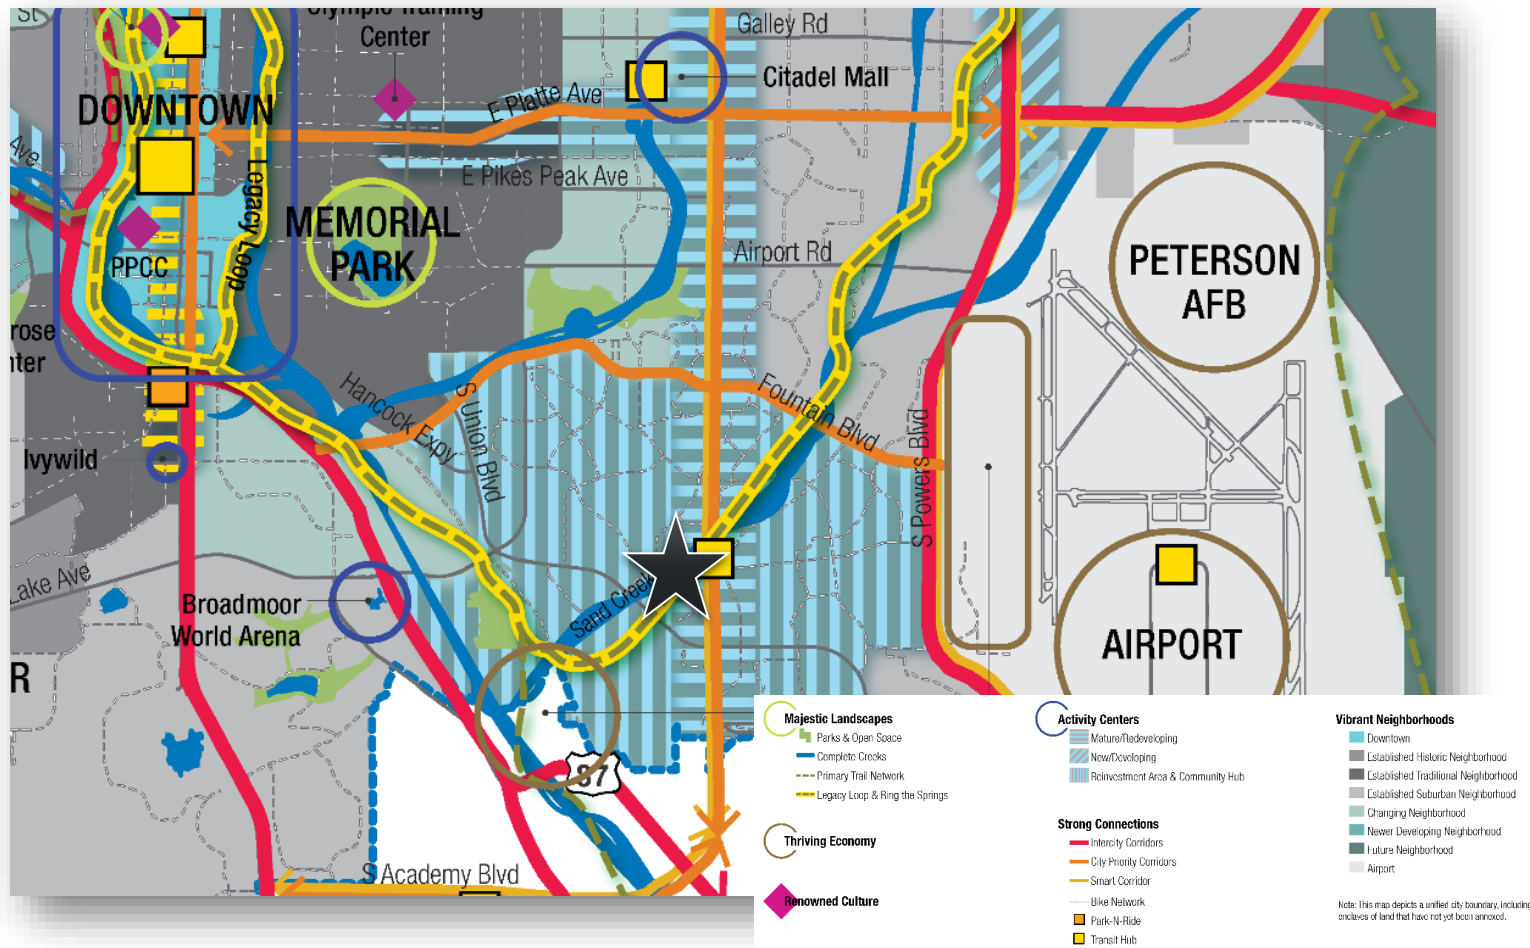 St
Olympic Training
Center
Galley Rd
Citadel Mall
E Platte Ave
DOWNTOWN
Ave
E Pikes Peak Ave
Legacy Loop
MEMORIAL
PARK
Airport Rd
PETERSON
AFB
PPCC
rose
nter
Hancock Expy
S Union Blvd
Fountain Blvd
S Powers Blvd
Ivywild
Lake Ave
Broadmoor
World Arena
Sand Creek
AIRPORT
R
87
S Academy Blvd
Majestic Landscapes
Parks & Open Space
Complete Creeks
Primary Trail Network
Legacy Loop & Ring the Springs
Thriving Economy
Renowned Culture
Activity Centers
Mature/Redeveloping
New/Developing
Reinvestment Area & Community Hub
Strong Connections
Intercity Corridors
City Priority Corridors
Smart Corridor
Bike Network
Park-N-Ride
Transit Hub
Vibrant Neighborhoods
Downtown
Established Historic Neighborhood
Established Traditional Neighborhood
Established Suburban Neighborhood
Changing Neighborhood
Newer Developing Neighborhood
Future Neighborhood
Airport
Note: This map depicts a unified city boundary, including
enclaves of land that have not yet been annexed.